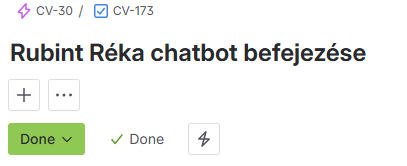 CV-30 / CV-173
Rubint Réka chatbot befejezése
Done Done